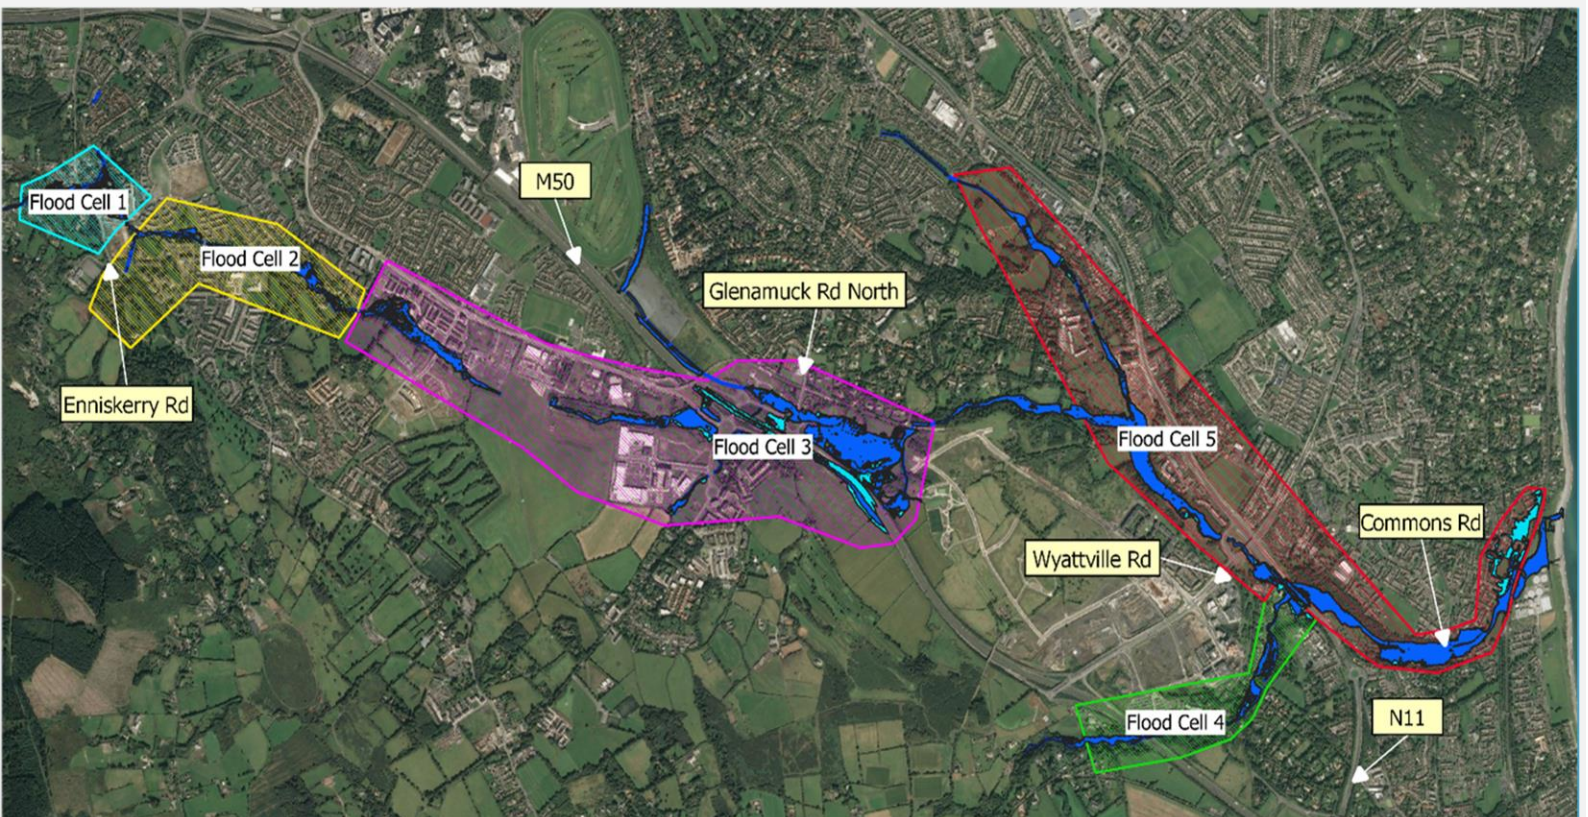 M50
Flood Cell 1
Flood Cell 2
Glenamuck Rd North
Enniskerry Rd
Flood Cell 3
Flood Cell 5
Commons Rd
Wyattville Rd
Flood Cell 4
N11